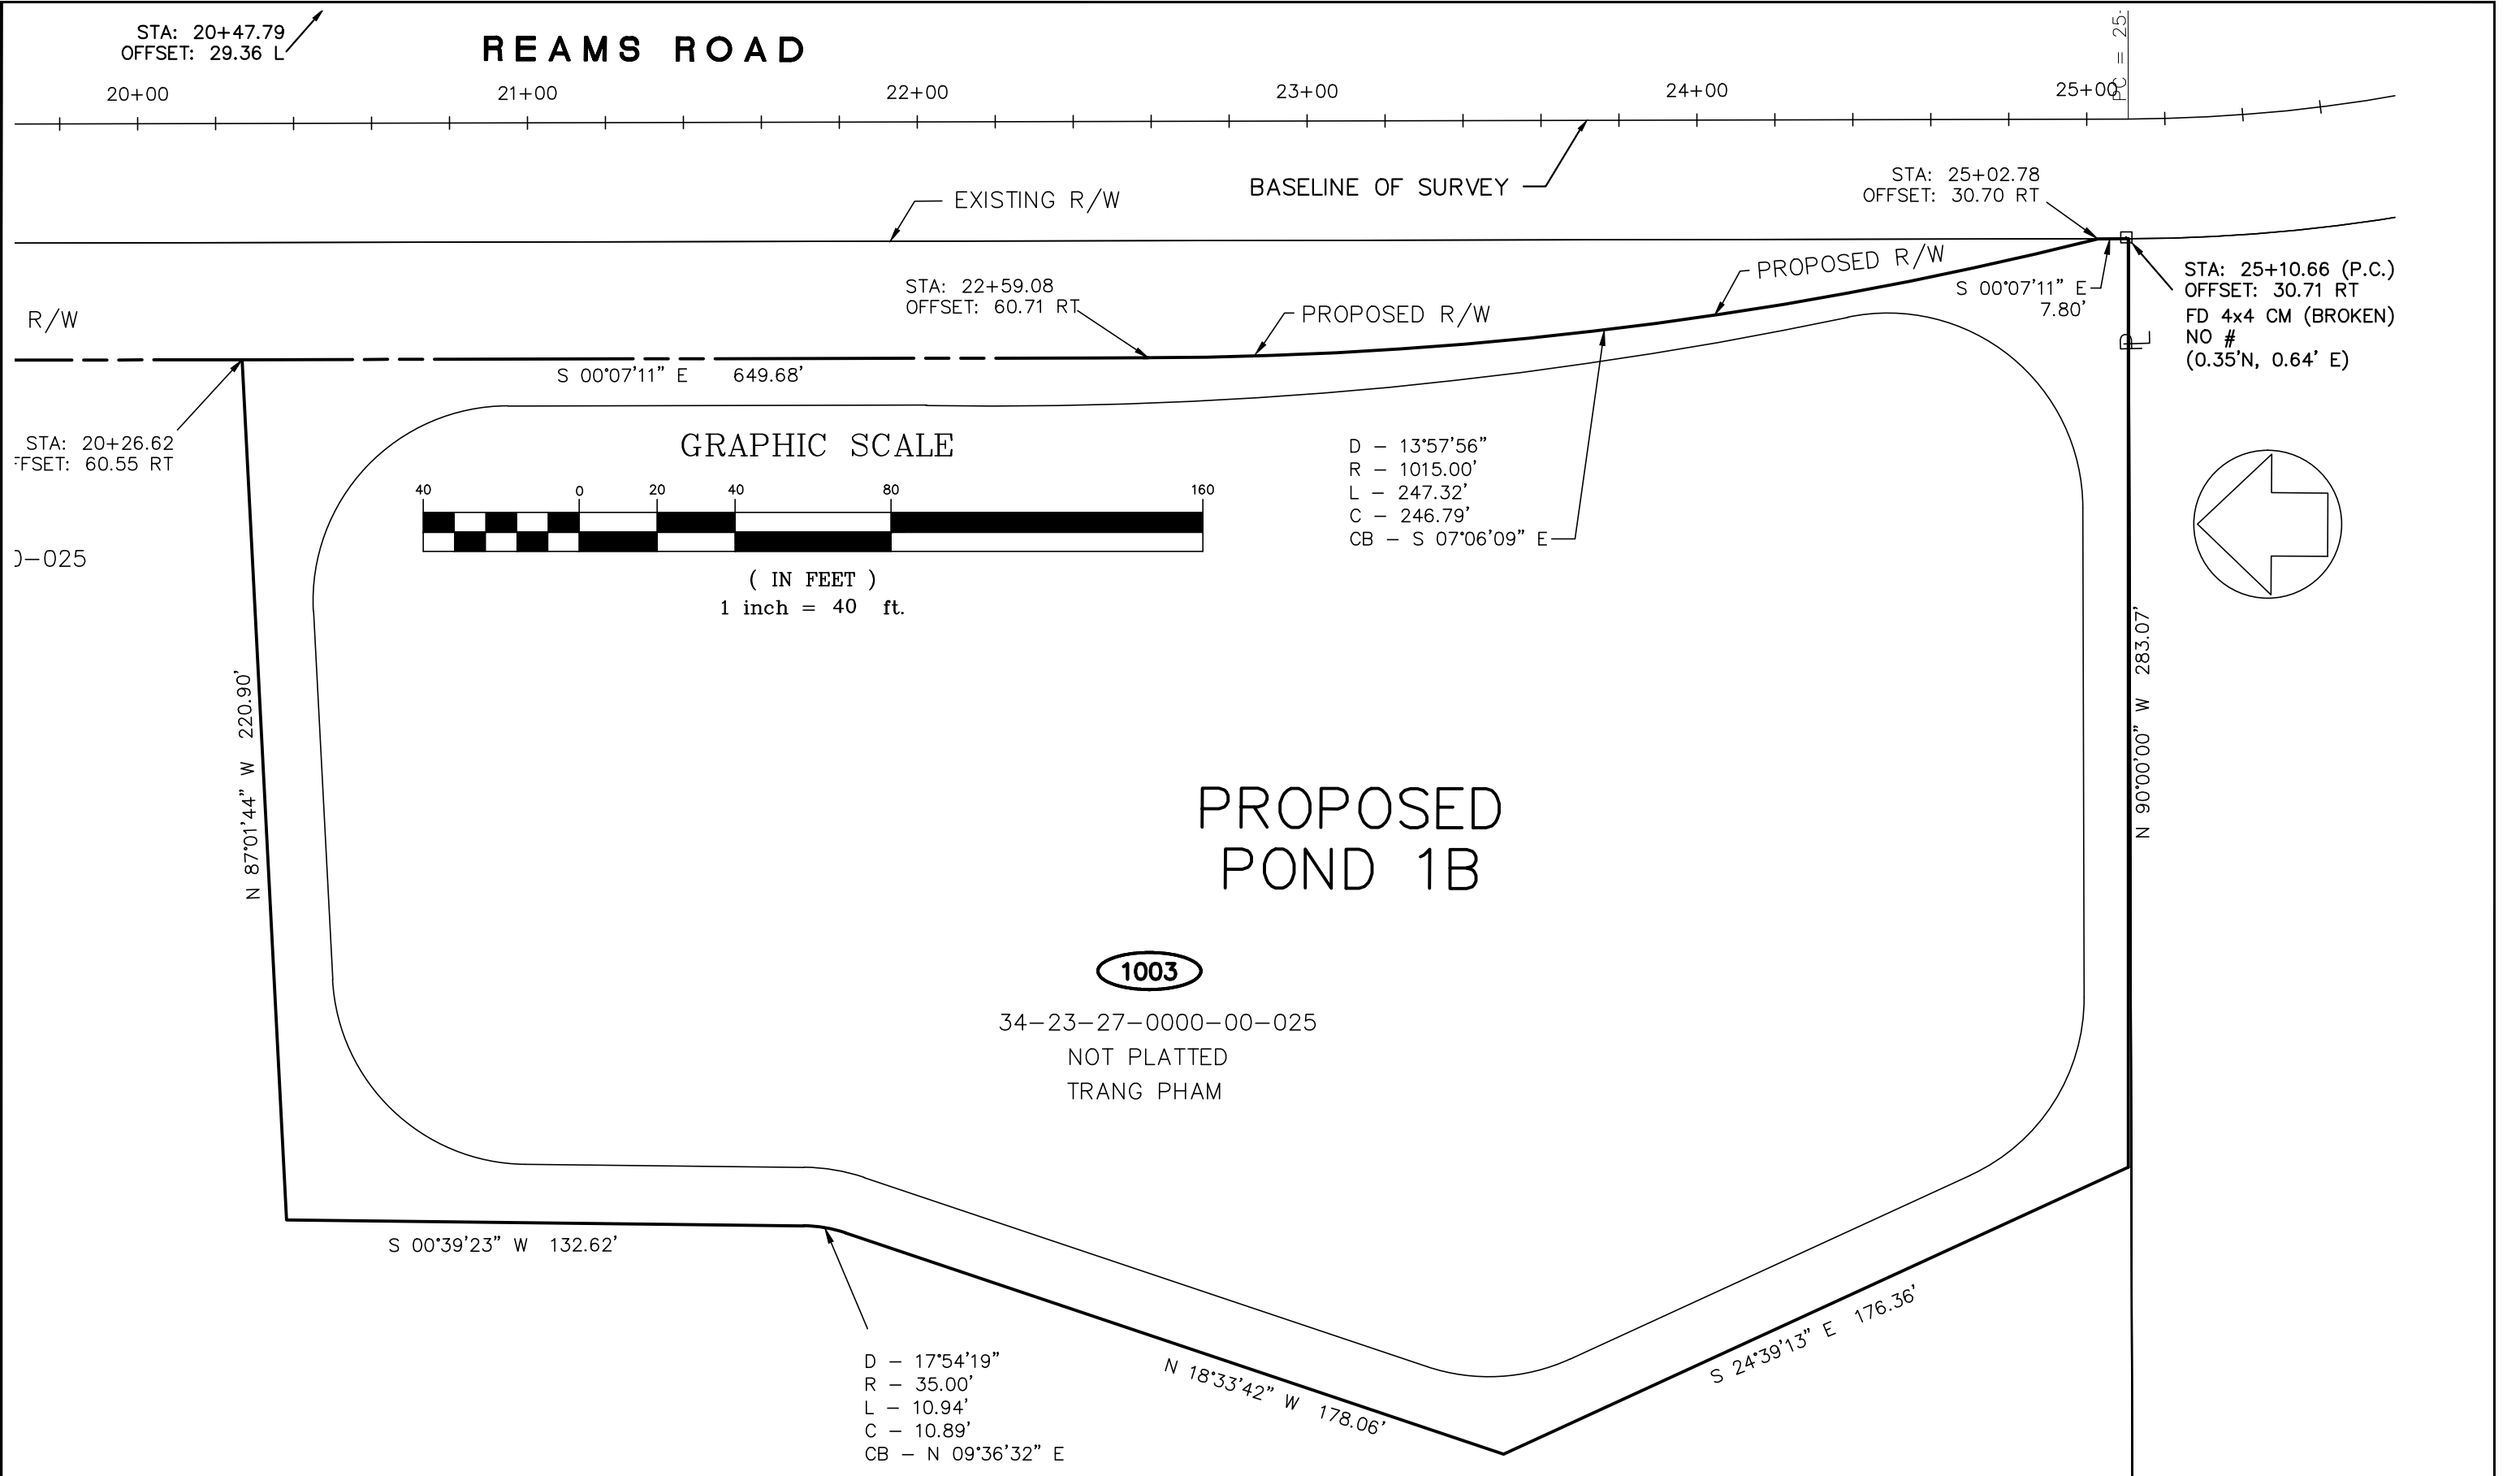 STA: 20+47.79
OFFSET: 29.36 L
REAMS ROAD
20+00
21+00
22+00
23+00
24+00
25+00
PC = 25
BASELINE OF SURVEY
EXISTING R/W
STA: 25+02.78
OFFSET: 30.70 RT
PROPOSED R/W
STA: 22+59.08
OFFSET: 60.71 RT
PROPOSED R/W
R/W
S 00°07'11" E
7.80'
STA: 25+10.66 (P.C.)
OFFSET: 30.71 RT
FD 4x4 CM (BROKEN)
NO #
(0.35'N, 0.64' E)
PL
S 00°07'11" E 649.68'
STA: 20+26.62
FFSET: 60.55 RT
GRAPHIC SCALE
40 0 20 40 80 160
( IN FEET )
1 inch = 40 ft.
D – 13°57'56"
R – 1015.00'
L – 247.32'
C – 246.79'
CB – S 07°06'09" E
0-025
N 87°01'44" W 220.90'
N 90°00'00" W 283.07'
PROPOSED
POND 1B
1003
34-23-27-0000-00-025
NOT PLATTED
TRANG PHAM
S 00°39'23" W 132.62'
D – 17°54'19"
R – 35.00'
L – 10.94'
C – 10.89'
CB – N 09°36'32" E
N 18°33'42" W 178.06'
S 24°39'13" E 176.36'